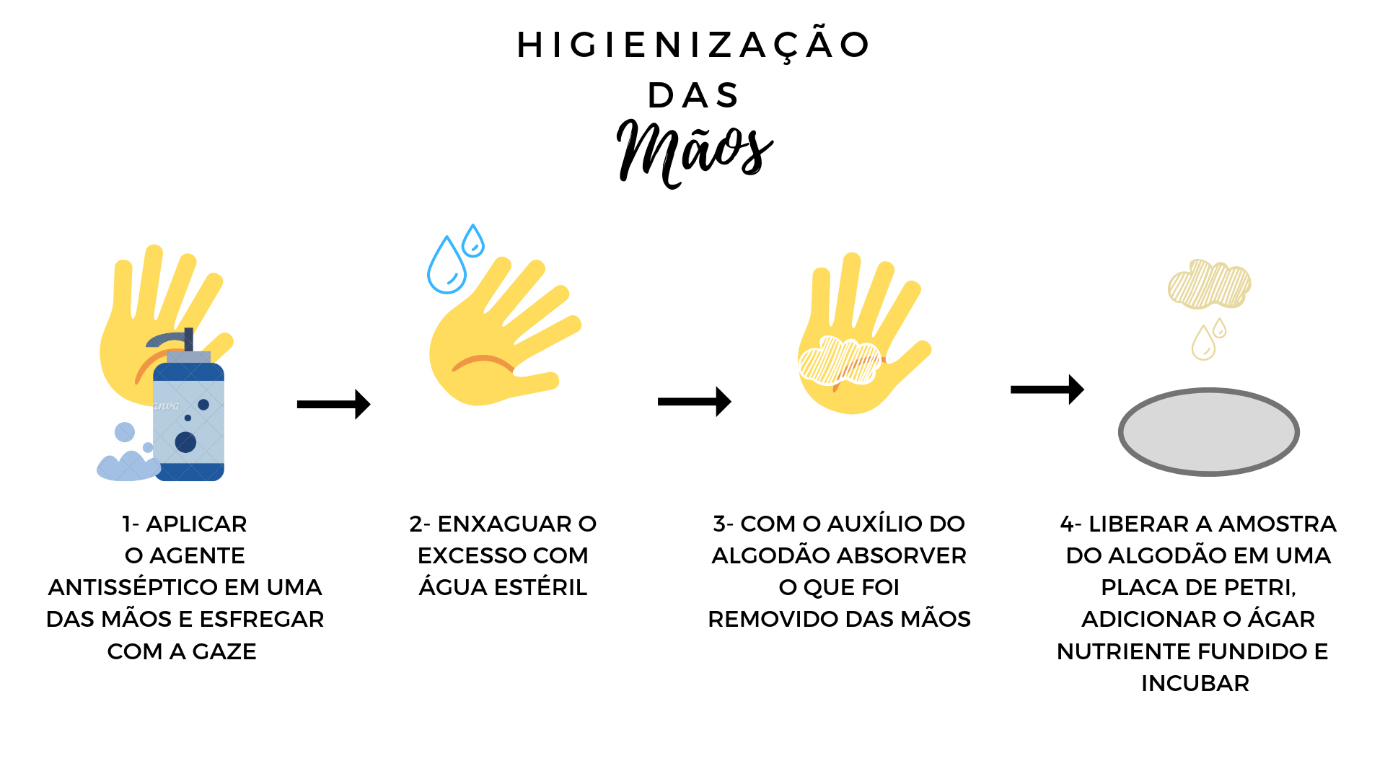 HIGIENIZAÇÃO
DAS
Mãos
1- APLICAR
O AGENTE
ANTISSÉPTICO EM UMA
DAS MÃOS E ESFREGAR
COM A GAZE
2- ENXAGUAR O
EXCESSO COM
ÁGUA ESTÉRIL
3- COM O AUXÍLIO DO
ALGODÃO ABSORVER
O QUE FOI
REMOVIDO DAS MÃOS
4- LIBERAR A AMOSTRA
DO ALGODÃO EM UMA
PLACA DE PETRI,
ADICIONAR O ÁGAR
NUTRIENTE FUNDIDO E
INCUBAR